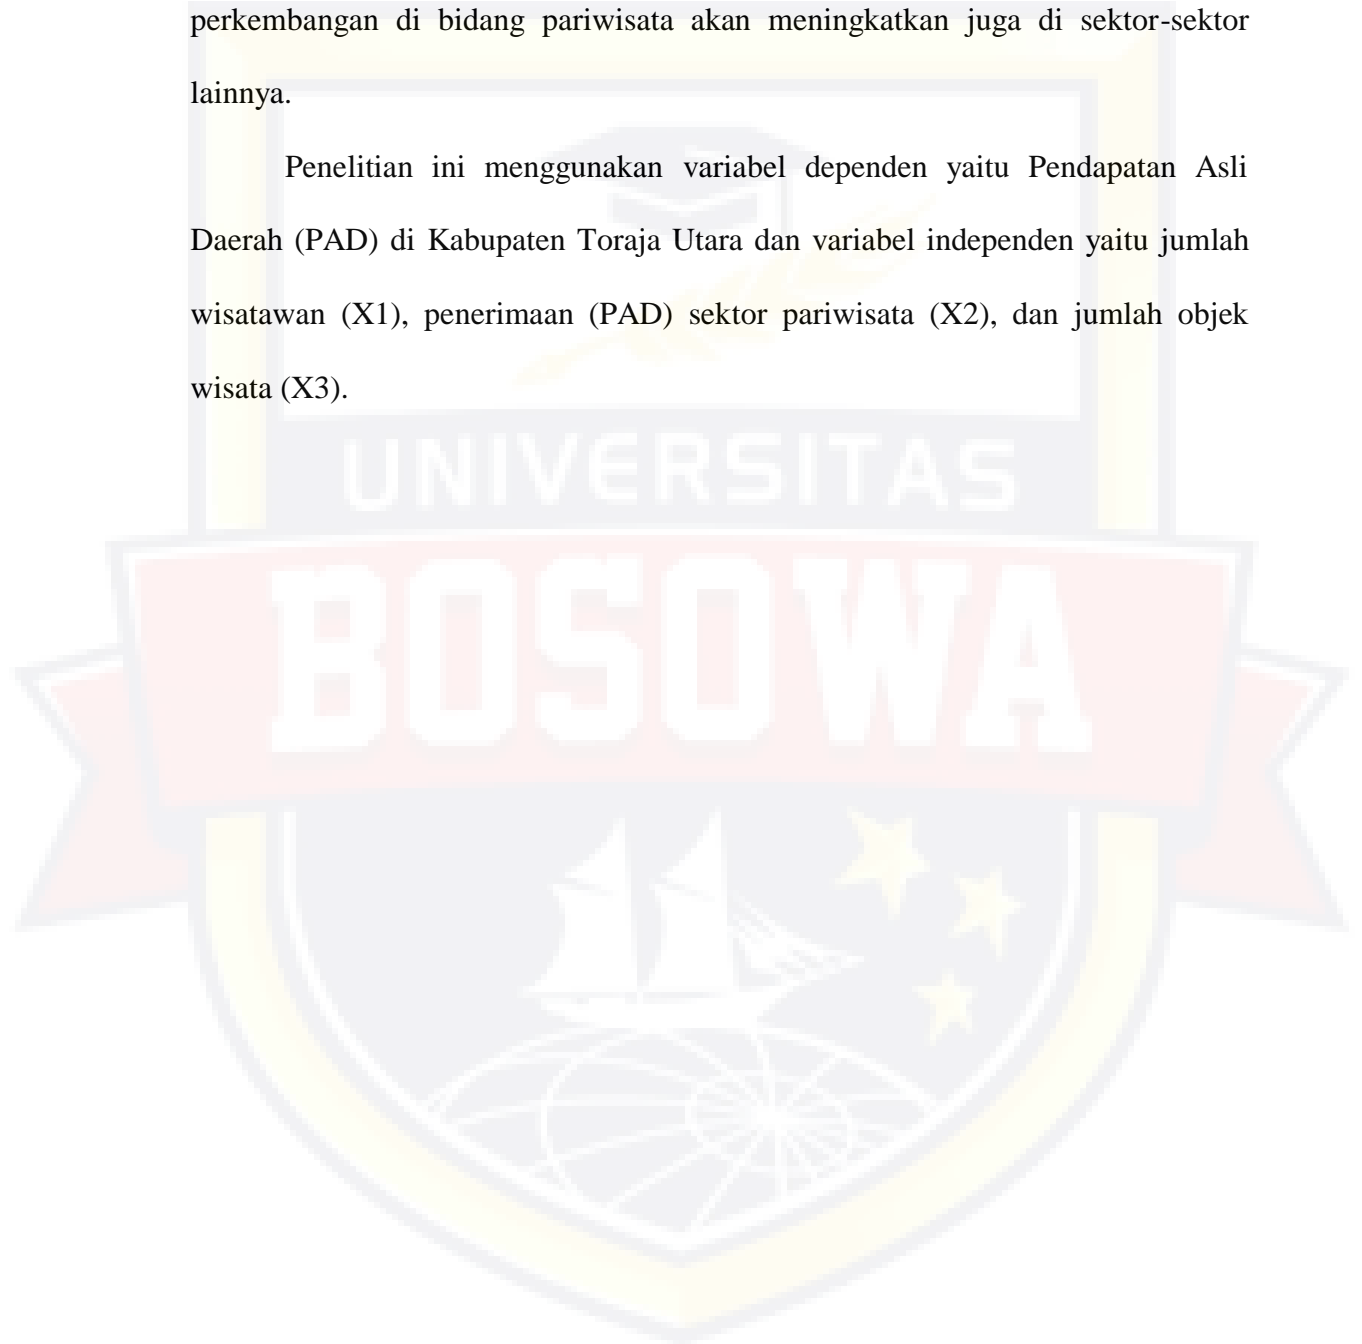 perkembangan di bidang pariwisata akan meningkatkan juga di sektor-sektor
lainnya.
Penelitian ini menggunakan variabel dependen yaitu Pendapatan Asli
Daerah (PAD) di Kabupaten Toraja Utara dan variabel independen yaitu jumlah
wisatawan (X1), penerimaan (PAD) sektor pariwisata (X2), dan jumlah objek
wisata (X3).
UNIVERSITAS
BOSOWA